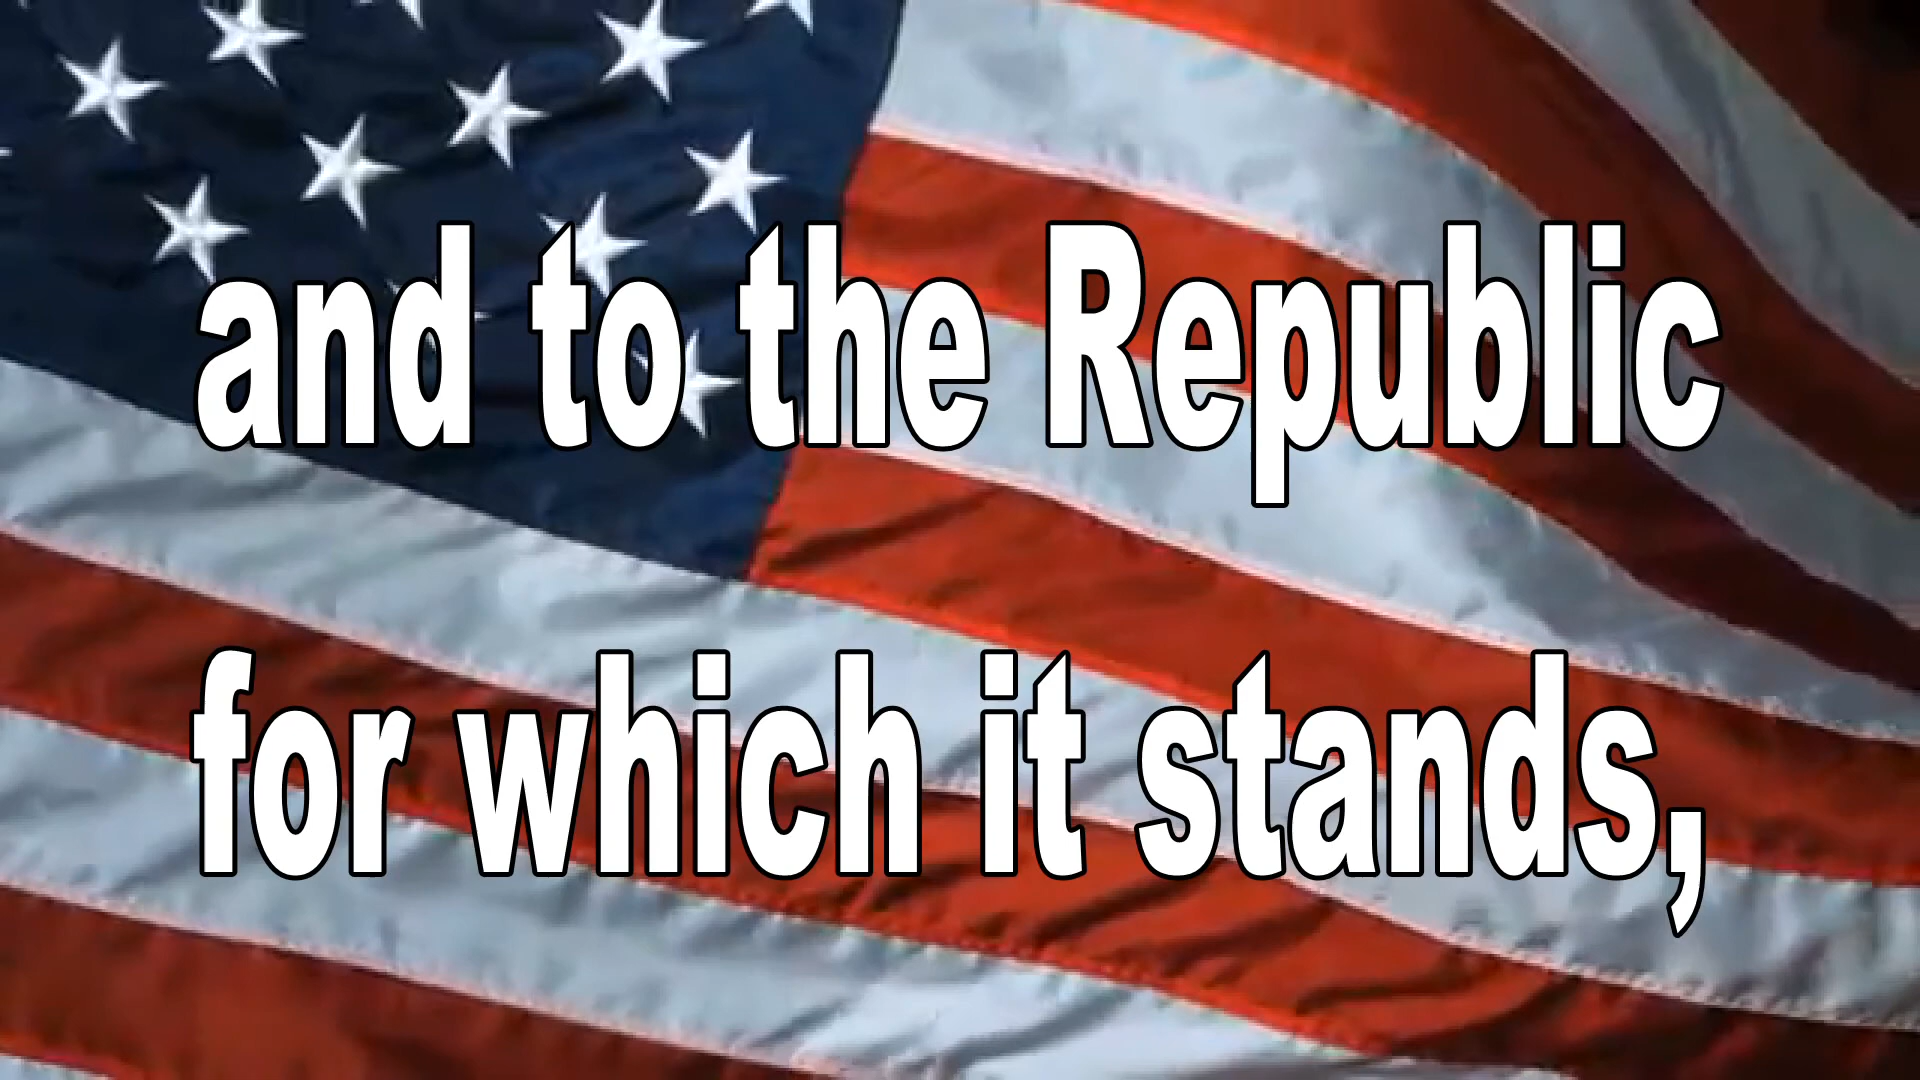 and to the Republic
for which it stands,